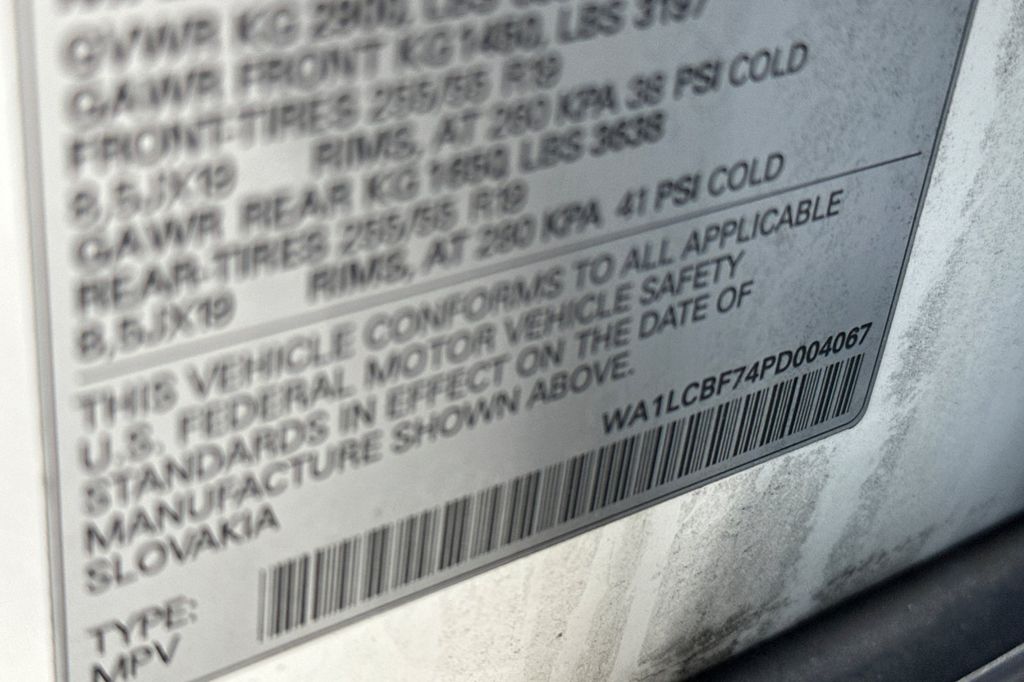 GVWR KG 2900, LBS
GAWR FRONT KG 1450, LBS 3197
FRONT-TIRES 255/55 R19
8,5JX19 RIMS, AT 260 KPA 38 PSI COLD
GAWR REAR KG 1650, LBS 3638
REAR-TIRES 255/55 R19
8,5JX19 RIMS, AT 280 KPA 41 PSI COLD
THIS VEHICLE CONFORMS TO ALL APPLICABLE
U.S. FEDERAL MOTOR VEHICLE SAFETY
STANDARDS IN EFFECT ON THE DATE OF
MANUFACTURE SHOWN ABOVE.
SLOVAKIA
WA1LCBF74PD004067
TYPE:
MPV